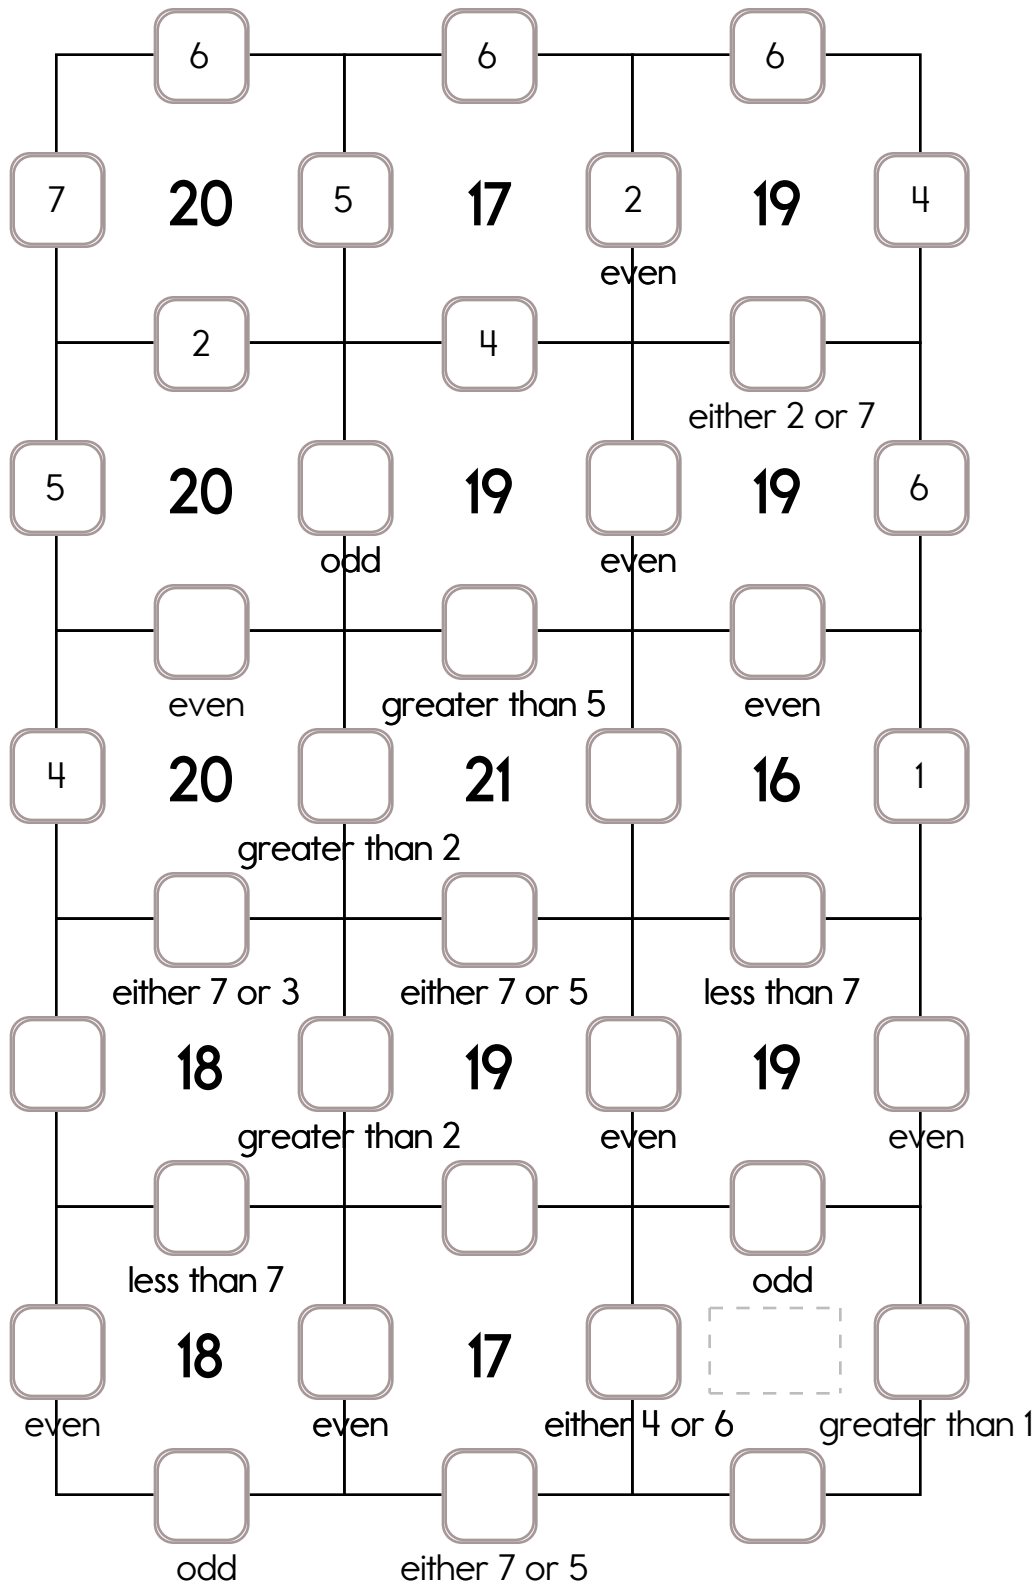 6 6 6
7 20 5 17 2 19 4
even
2 4
either 2 or 7
5 20 19 19 6
odd even
even greater than 5 even
4 20 21 16 1
greater than 2
either 7 or 3 either 7 or 5 less than 7
18 19 19
greater than 2 even even
less than 7 odd
18 17
even even either 4 or 6 greater than 1
odd either 7 or 5